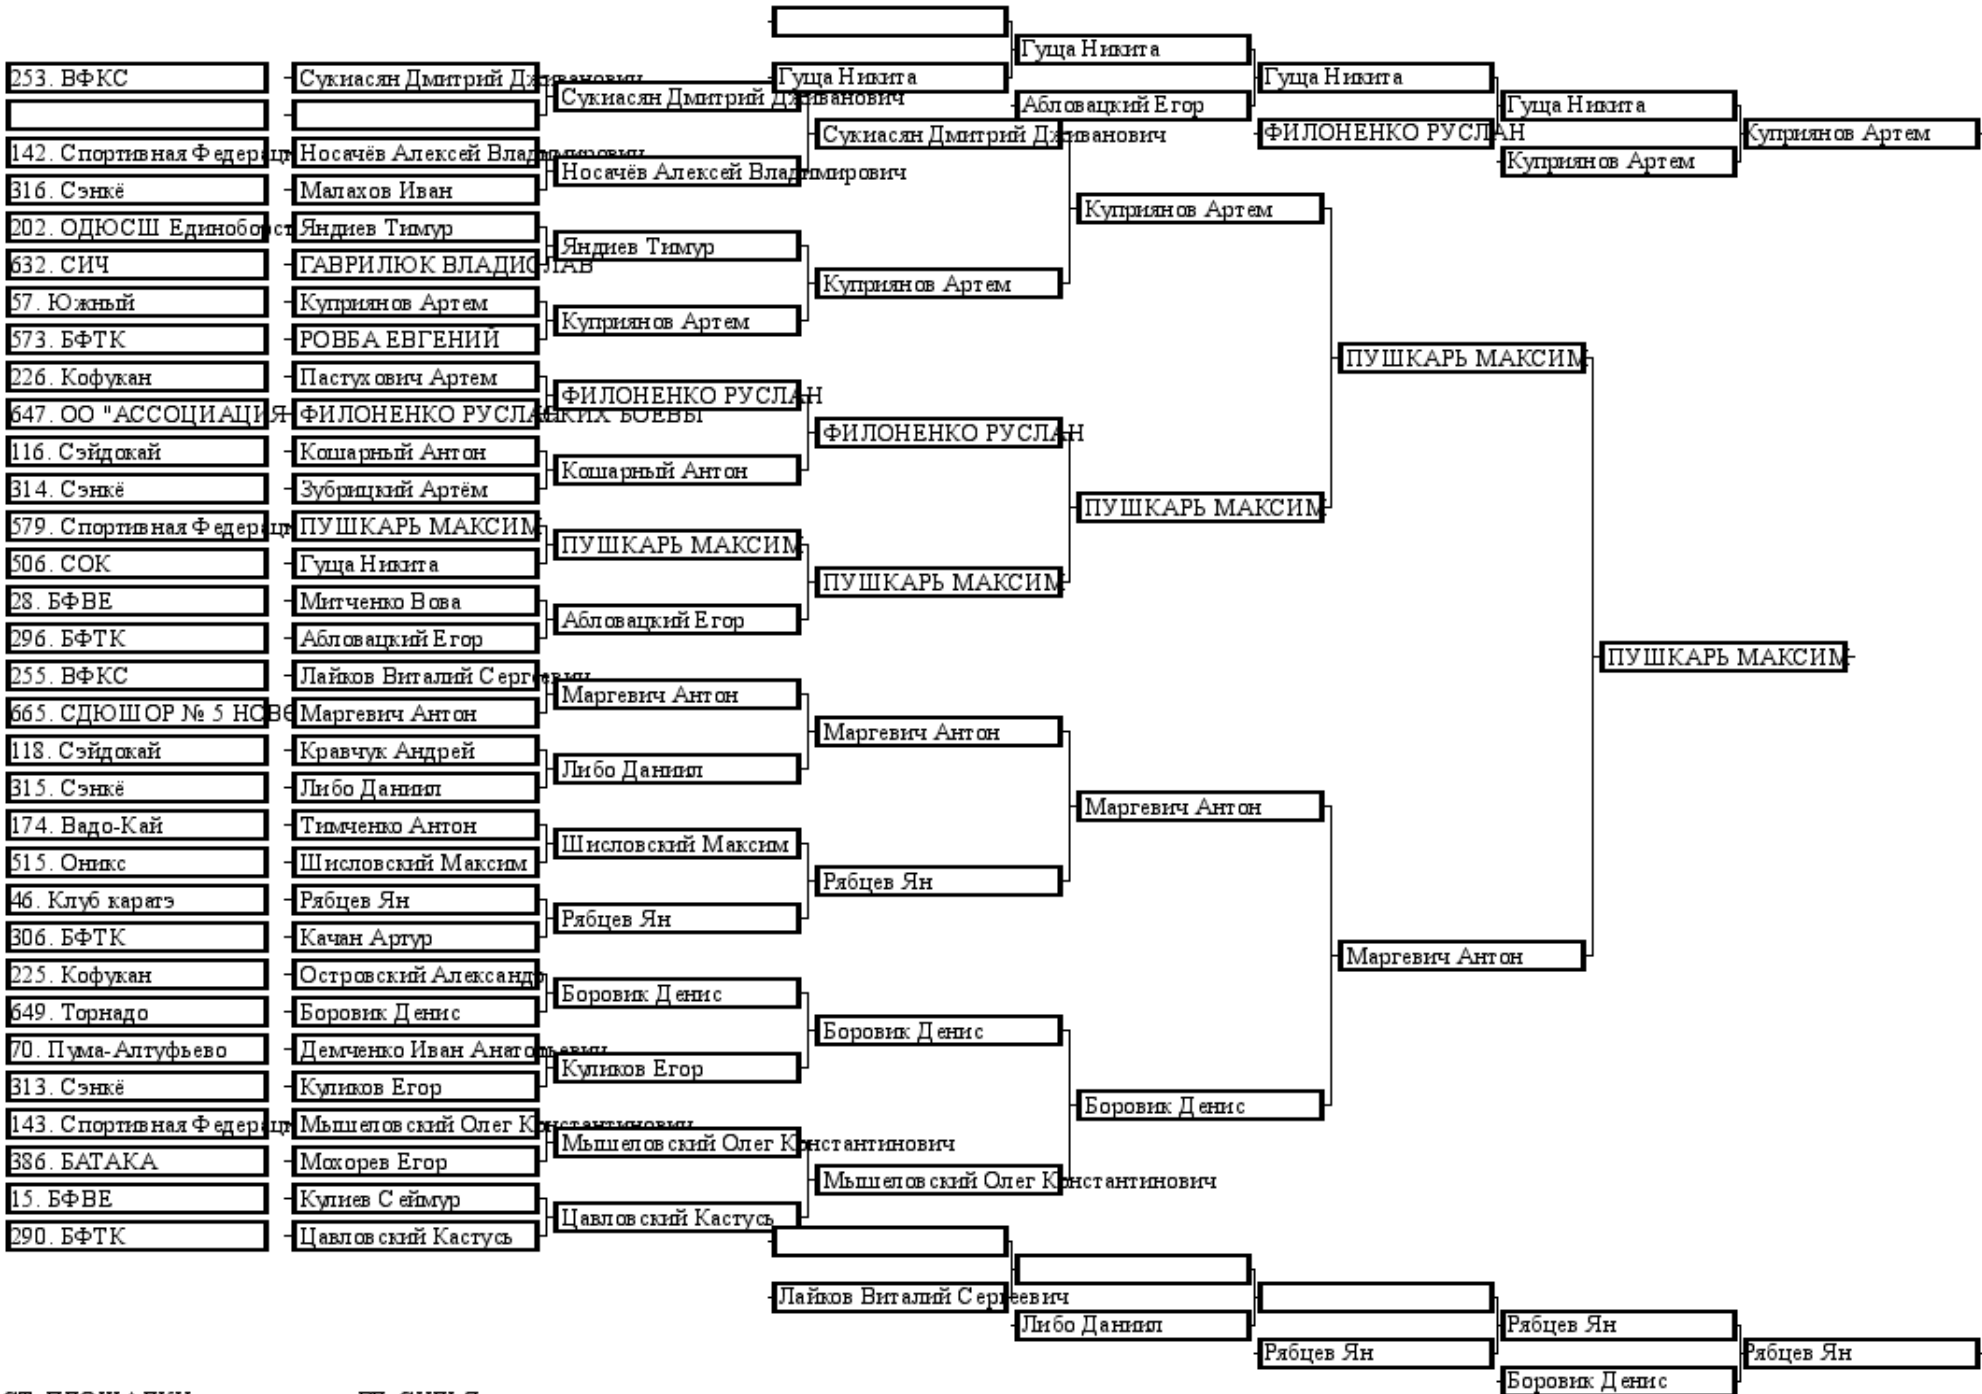 Гуща Никита
253. ВФКС
Сукиасян Дмитрий Дживанович
Гуща Никита
Гуща Никита
Сукиасян Дмитрий Дживанович
Абловацкий Егор
Гуща Никита
142. Спортивная Федерац
Носачёв Алексей Владимирович
Сукиасян Дмитрий Дживанович
ФИЛОНЕНКО РУСЛАН
Куприянов Артем
Носачёв Алексей Владимирович
Куприянов Артем
316. Сэнкё
Малахов Иван
Куприянов Артем
202. ОДЮСШ Единоборст
Яндиев Тимур
Яндиев Тимур
632. СИЧ
ГАВРИЛЮК ВЛАДИСЛАВ
Куприянов Артем
57. Южный
Куприянов Артем
Куприянов Артем
573. БФТК
РОВБА ЕВГЕНИЙ
ПУШКАРЬ МАКСИМ
226. Кофукан
Пастухович Артем
ФИЛОНЕНКО РУСЛАН
647. ОО "АССОЦИАЦИЯ
ФИЛОНЕНКО РУСЛАН
КИХ БОЕВЫ
ФИЛОНЕНКО РУСЛАН
116. Сэйдокай
Кошарный Антон
Кошарный Антон
314. Сэнкё
Зубрицкий Артём
ПУШКАРЬ МАКСИМ
579. Спортивная Федерац
ПУШКАРЬ МАКСИМ
ПУШКАРЬ МАКСИМ
506. СОК
Гуща Никита
ПУШКАРЬ МАКСИМ
28. БФВЕ
Митченко Вова
Абловацкий Егор
296. БФТК
Абловацкий Егор
ПУШКАРЬ МАКСИМ
255. ВФКС
Лайков Виталий Сергеевич
Маргевич Антон
665. СДЮШОР № 5 НОВО
Маргевич Антон
Маргевич Антон
118. Сэйдокай
Кравчук Андрей
Либо Даниил
315. Сэнкё
Либо Даниил
Маргевич Антон
174. Вадо-Кай
Тимченко Антон
Шисловский Максим
515. Оникс
Шисловский Максим
Рябцев Ян
46. Клуб каратэ
Рябцев Ян
Рябцев Ян
306. БФТК
Качан Артур
Маргевич Антон
225. Кофукан
Островский Александр
Боровик Денис
649. Торнадо
Боровик Денис
Боровик Денис
70. Пума-Алтуфьево
Демченко Иван Анатольевич
Куликов Егор
313. Сэнкё
Куликов Егор
Боровик Денис
143. Спортивная Федерац
Мышеловский Олег Константинович
Мышеловский Олег Константинович
386. БАТАКА
Мохорев Егор
Мышеловский Олег Константинович
15. БФВЕ
Кулиев Сеймур
Цавловский Кастусь
290. БФТК
Цавловский Кастусь
Лайков Виталий Сергеевич
Либо Даниил
Рябцев Ян
Рябцев Ян
Рябцев Ян
Боровик Денис